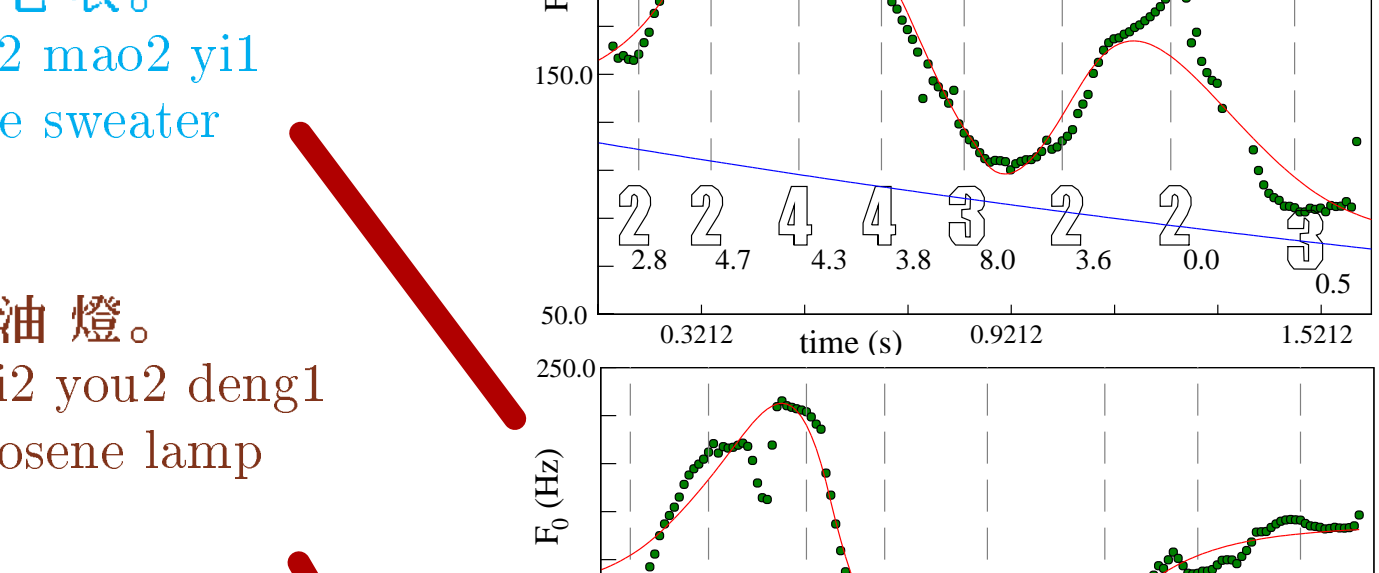 2 mao2 yi1
e sweater
油 燈。
i2 you2 deng1
osene lamp
150.0
2 2 4 4 3 2 2 3
2.8 4.7 4.3 3.8 8.0 3.6 0.0 0.5
50.0
0.3212 0.9212 1.5212
time (s)
250.0
F0 (Hz)